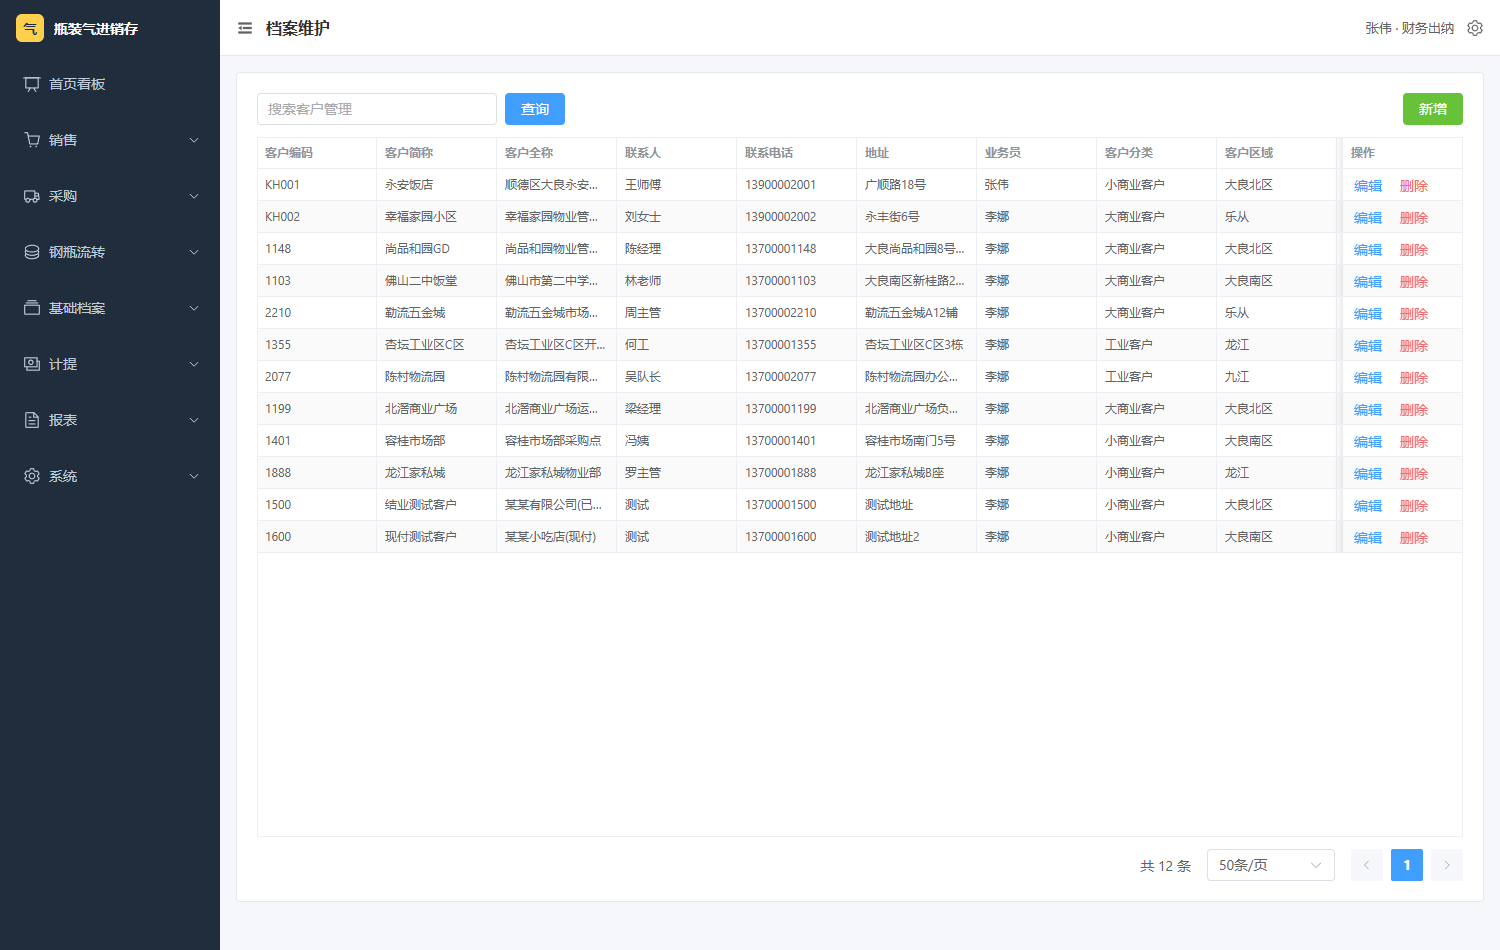 气 瓶装气进销存
首页看板
销售
采购
钢瓶流转
基础档案
计提
报表
系统
档案维护
张伟 · 财务出纳
搜索客户管理 查询 新增
客户编码 客户简称 客户全称 联系人 联系电话 地址 业务员 客户分类 客户区域 操作
KH001 永安饭店 顺德区大良永安... 王师傅 13900002001 广顺路18号 张伟 小商业客户 大良北区 编辑 删除
KH002 幸福家园小区 幸福家园物业管... 刘女士 13900002002 永丰街6号 李娜 大商业客户 乐从 编辑 删除
1148 尚品和园GD 尚品和园物业管... 陈经理 13700001148 大良尚品和园8号... 李娜 大商业客户 大良北区 编辑 删除
1103 佛山二中饭堂 佛山市第二中学... 林老师 13700001103 大良南区新桂路2... 李娜 大商业客户 大良南区 编辑 删除
2210 勒流五金城 勒流五金城市场... 周主管 13700002210 勒流五金城A12铺 李娜 大商业客户 乐从 编辑 删除
1355 杏坛工业区C区 杏坛工业区C区开... 何工 13700001355 杏坛工业区C区3栋 李娜 工业客户 龙江 编辑 删除
2077 陈村物流园 陈村物流园有限... 吴队长 13700002077 陈村物流园办公... 李娜 工业客户 九江 编辑 删除
1199 北滘商业广场 北滘商业广场运... 梁经理 13700001199 北滘商业广场负... 李娜 大商业客户 大良北区 编辑 删除
1401 容桂市场部 容桂市场部采购点 冯姨 13700001401 容桂市场南门5号 李娜 小商业客户 大良南区 编辑 删除
1888 龙江家私城 龙江家私城物业部 罗主管 13700001888 龙江家私城B座 李娜 小商业客户 龙江 编辑 删除
1500 结业测试客户 某某有限公司(已... 测试 13700001500 测试地址 李娜 小商业客户 大良北区 编辑 删除
1600 现付测试客户 某某小吃店(现付) 测试 13700001600 测试地址2 李娜 小商业客户 大良南区 编辑 删除
共 12 条 50条/页 1